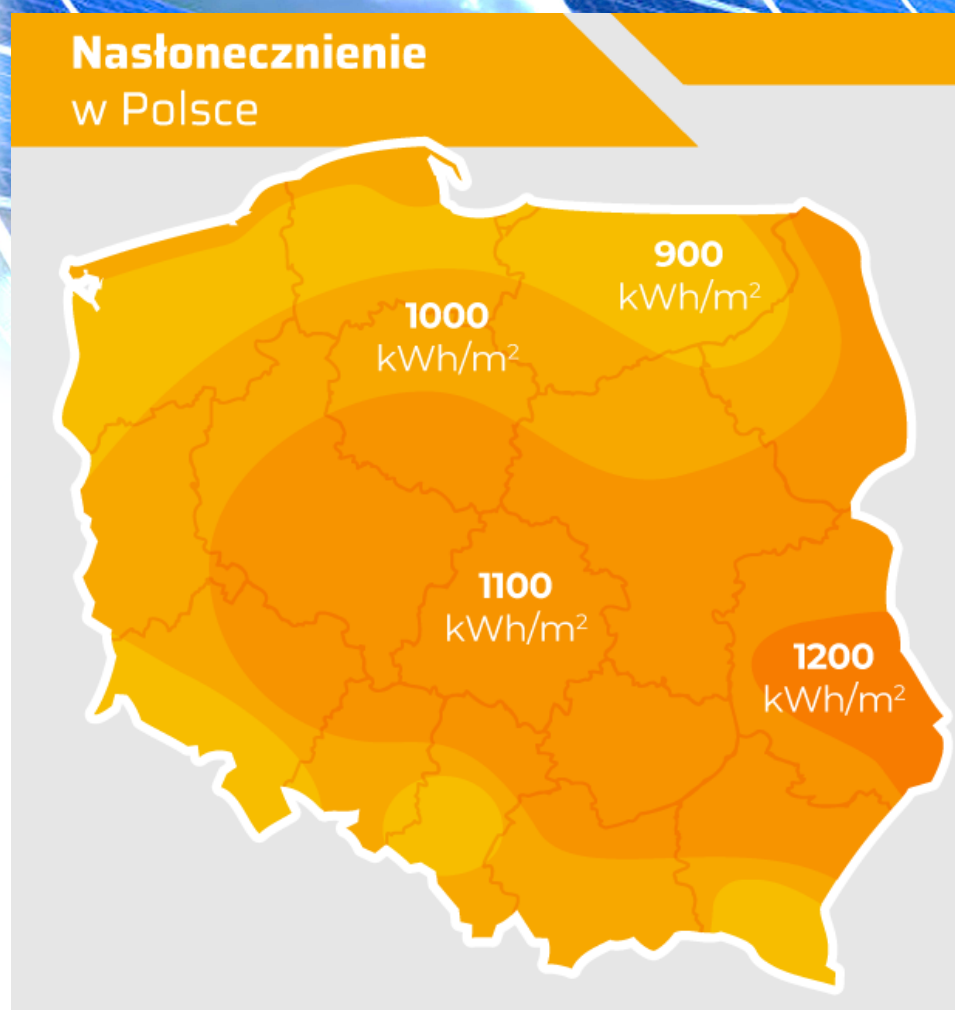 Nasłonecznienie
w Polsce
900
kWh/m²
1000
kWh/m²
1100
kWh/m²
1200
kWh/m²